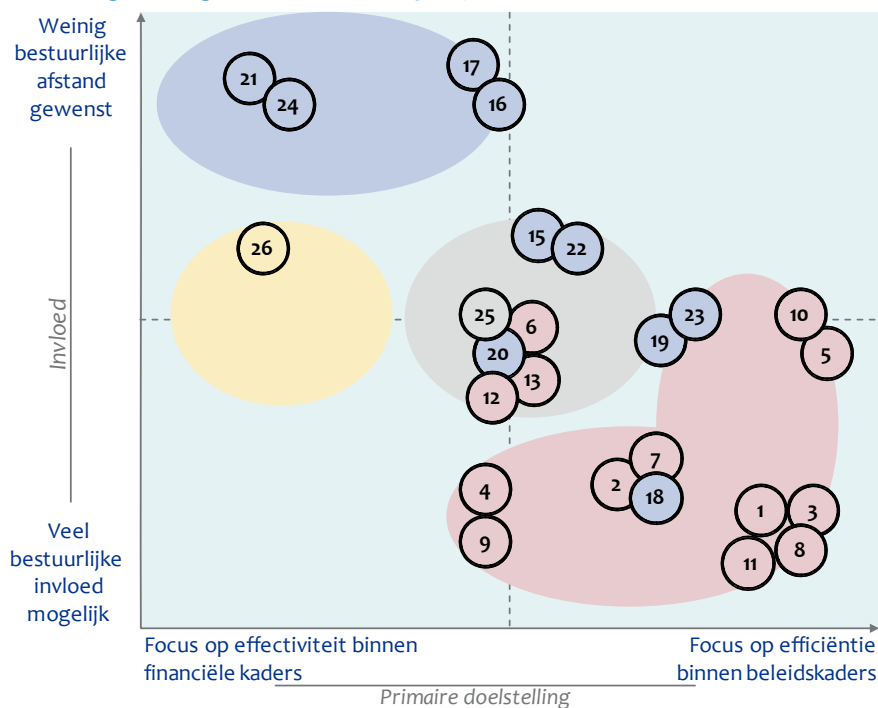 Weinig
bestuurlijke
afstand
gewenst
21
24
17
16
26
15
22
25
6
20
13
12
23
19
10
5
Invloed
4
9
7
2
18
1
3
8
11
Veel
bestuurlijke
invloed
mogelijk
Focus op effectiviteit binnen
financiële kaders
Focus op efficiëntie
binnen beleidskaders
Primaire doelstelling